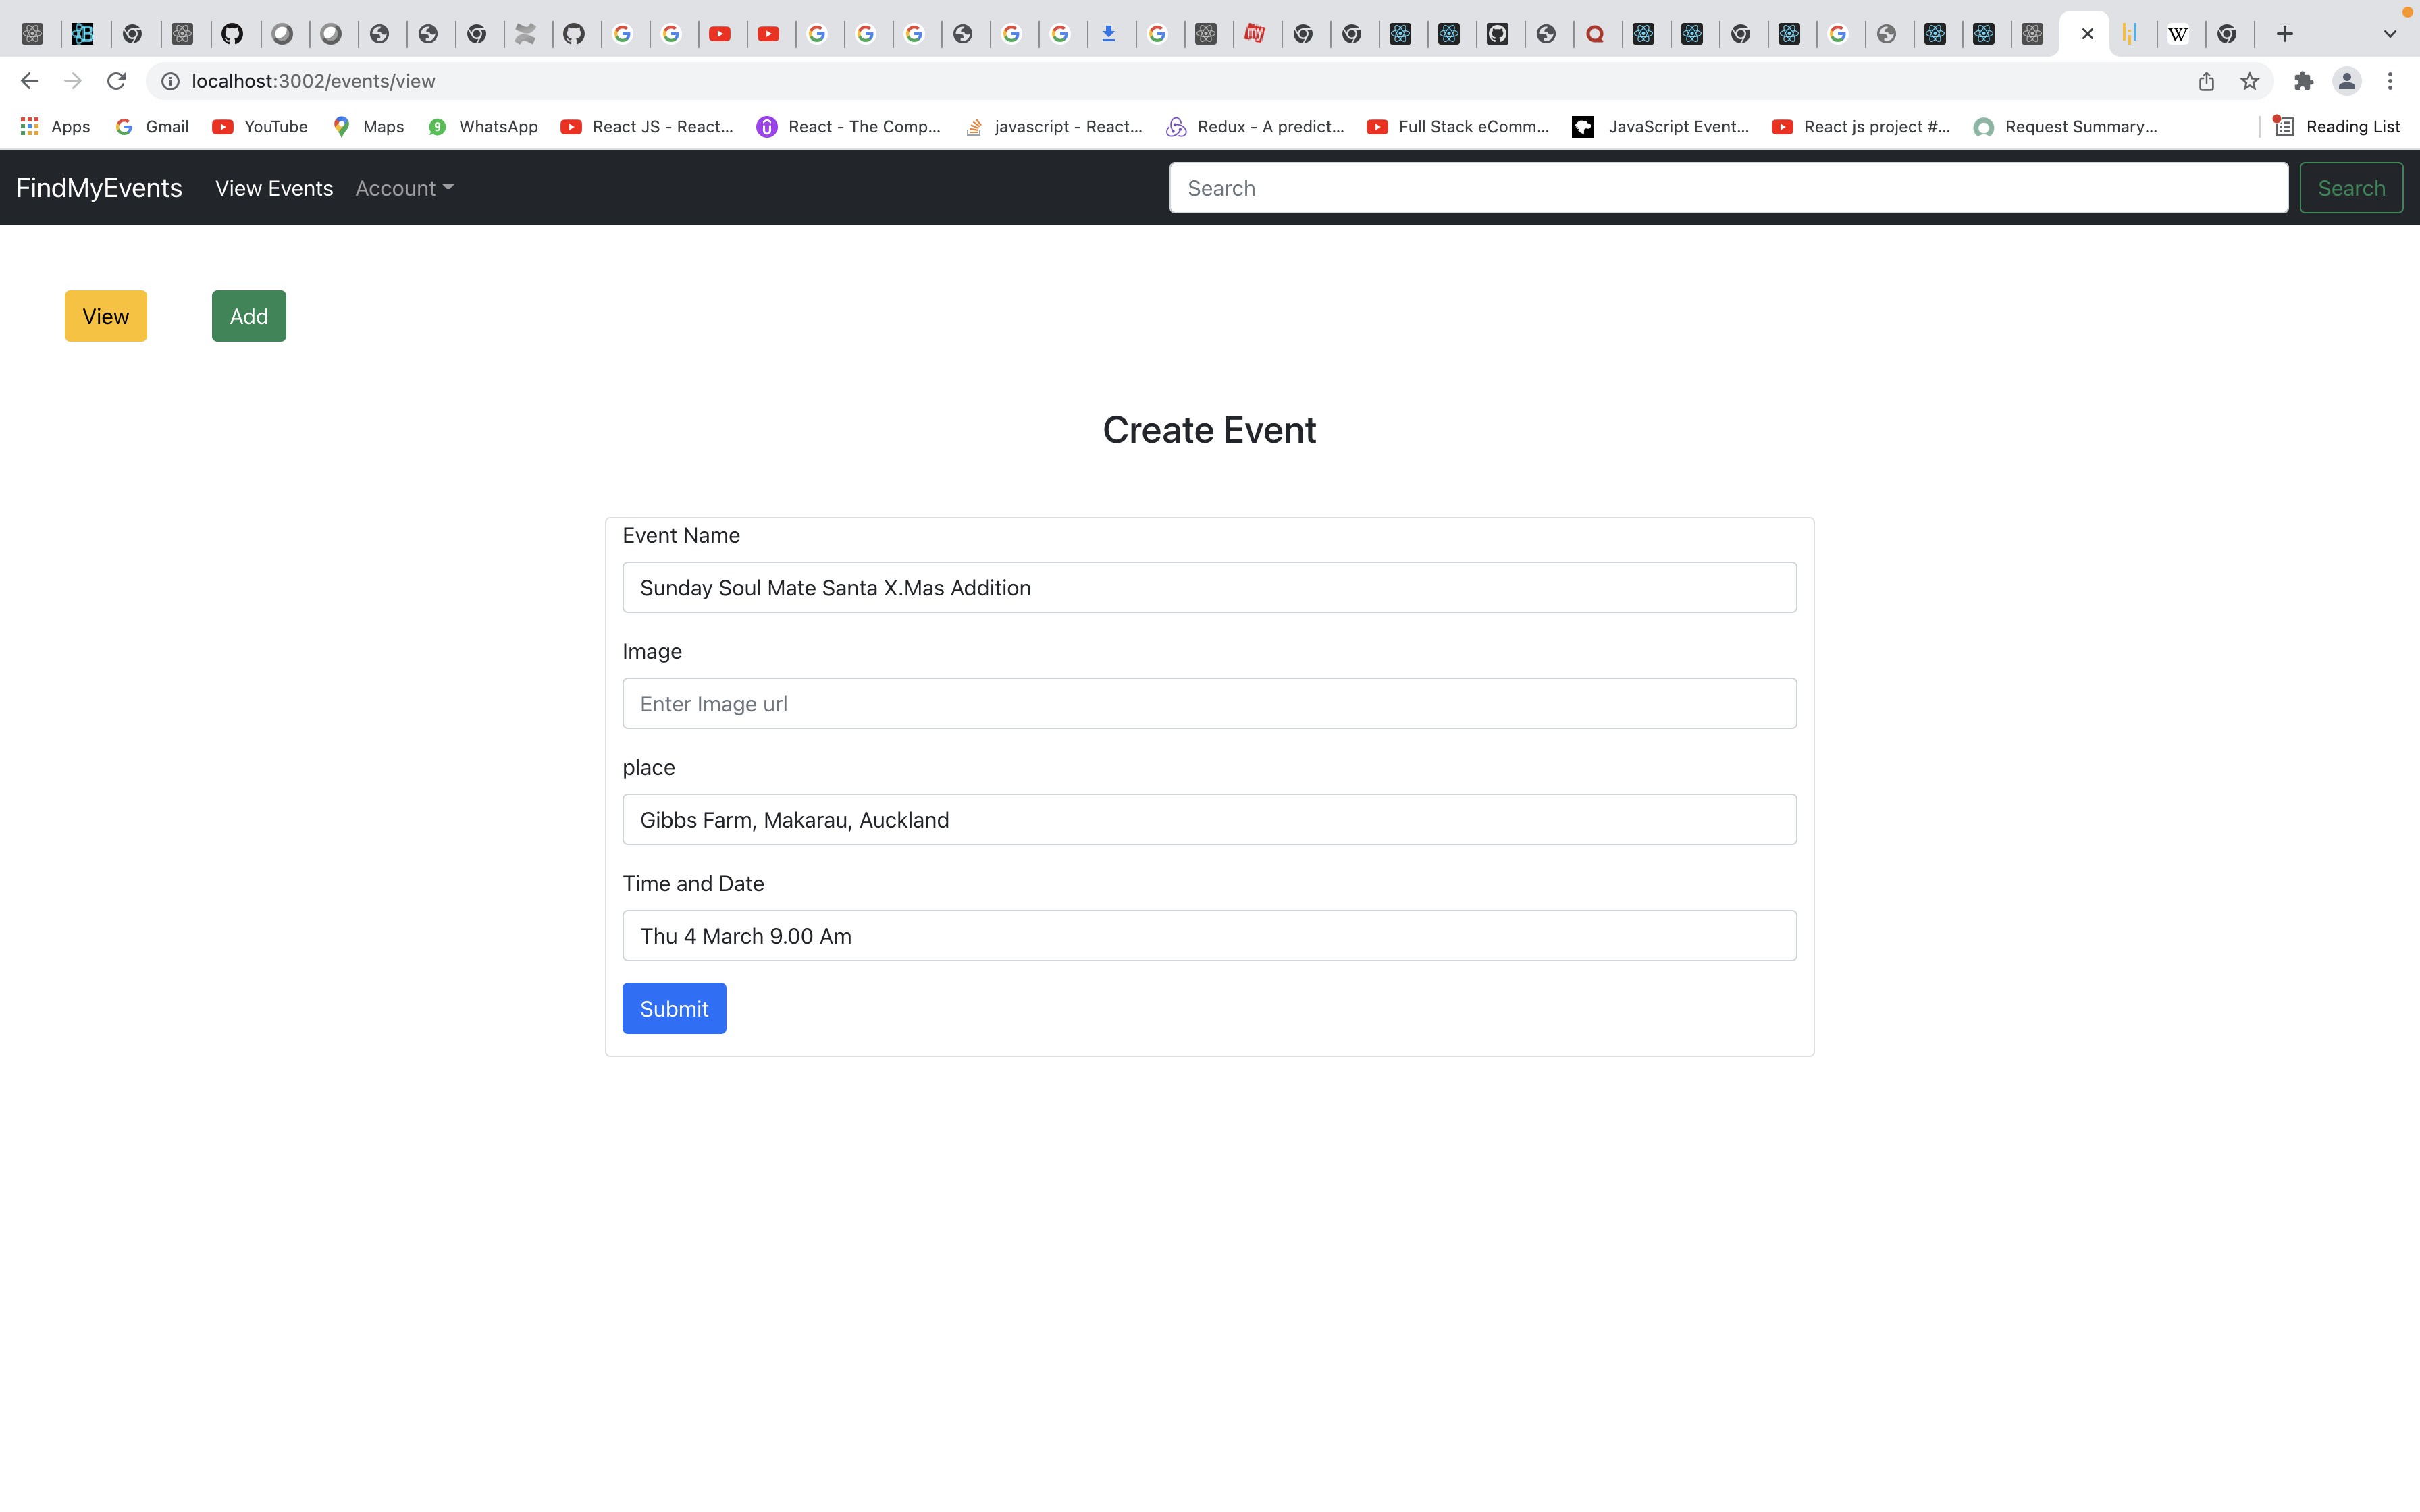 localhost:3002/events/view
Apps Gmail YouTube Maps 9 WhatsApp React JS - React... React - The Comp... javascript - React... Redux - A predict... Full Stack eComm... JavaScript Event... React js project #... Request Summary... Reading List
FindMyEvents View Events Account Search Search
View Add
Create Event
Event Name
Sunday Soul Mate Santa X.Mas Addition
Image
Enter Image url
place
Gibbs Farm, Makarau, Auckland
Time and Date
Thu 4 March 9.00 Am
Submit